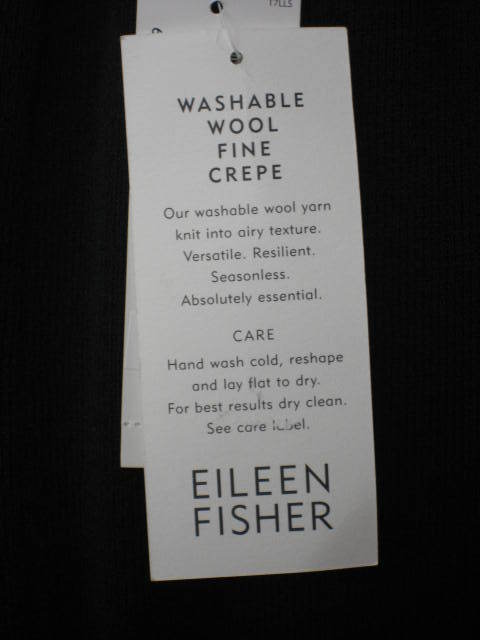 17LLS
WASHABLE
WOOL
FINE
CREPE
Our washable wool yarn
knit into airy texture.
Versatile. Resilient.
Seasonless.
Absolutely essential.
CARE
Hand wash cold, reshape
and lay flat to dry.
For best results dry clean.
See care label.
EILEEN
FISHER